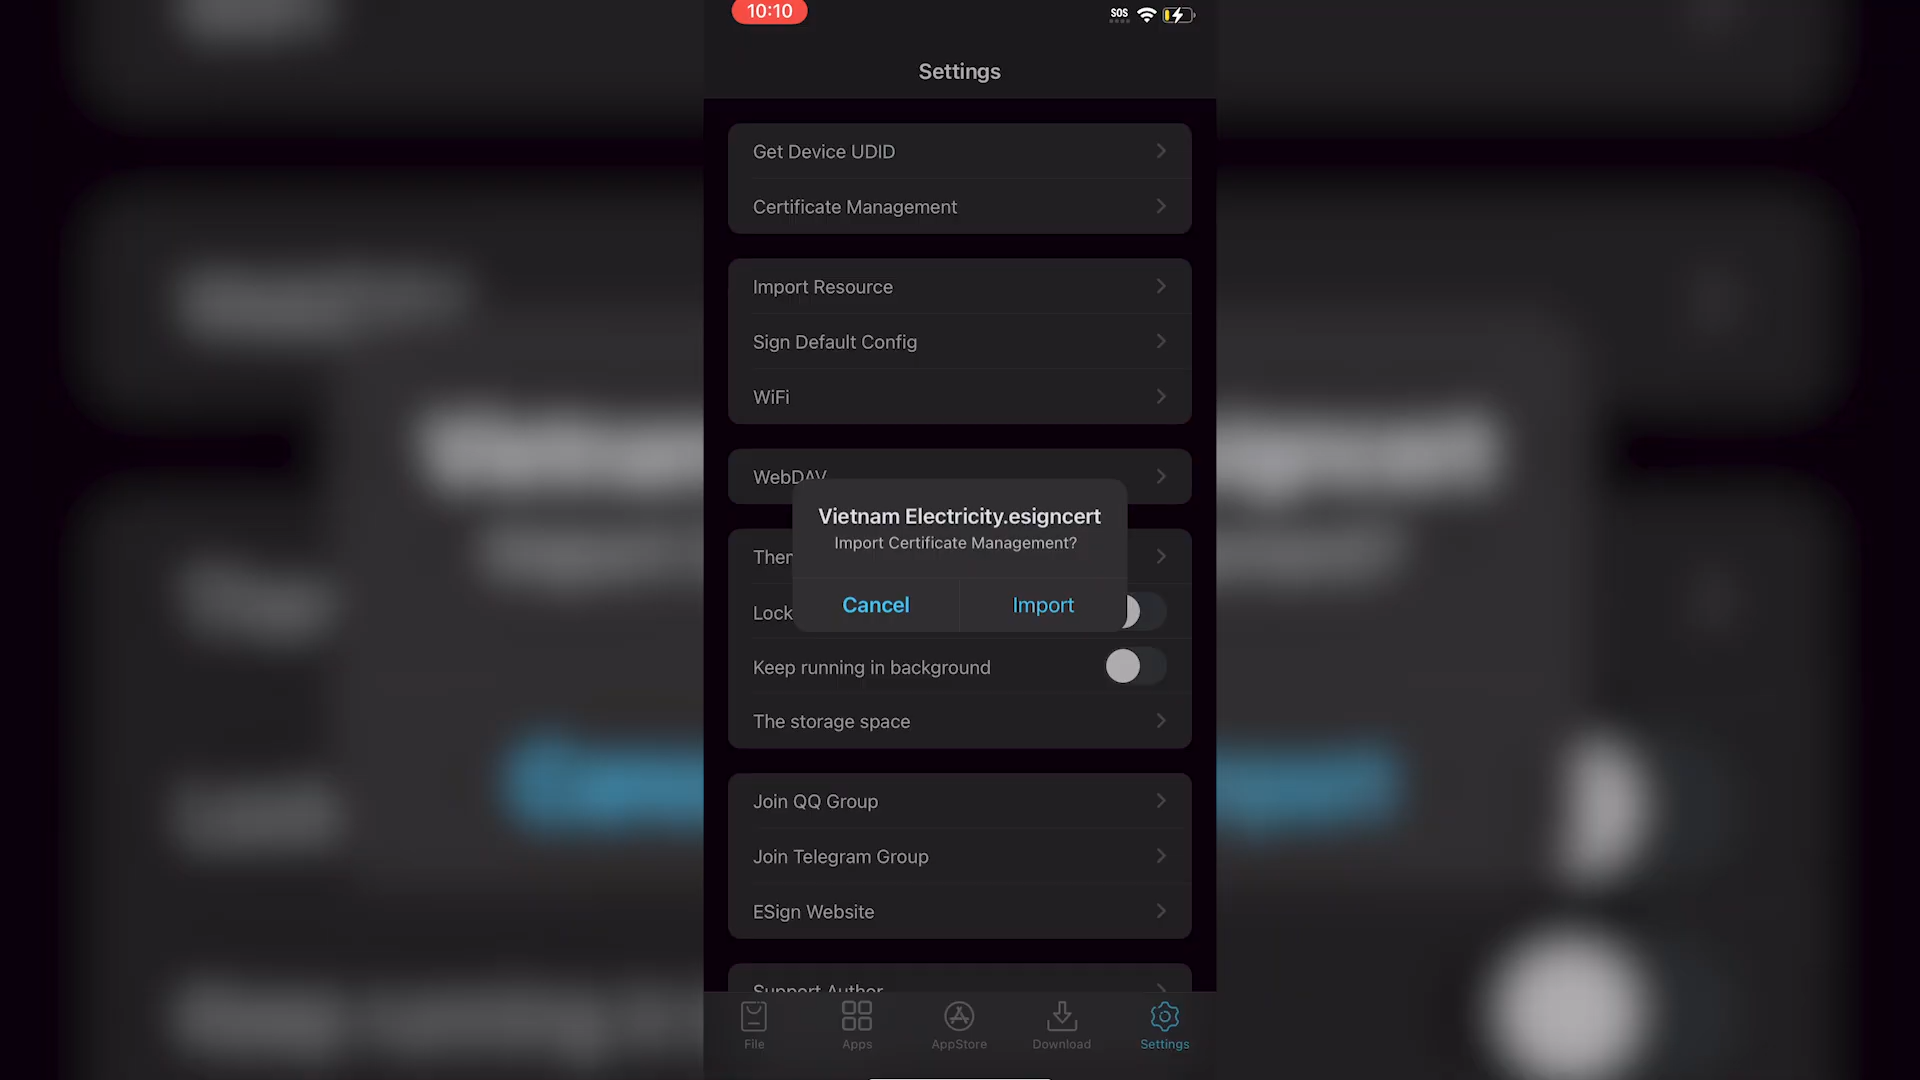 10:10
SOS
Settings
Get Device UDID
Certificate Management
Import Resource
Sign Default Config
WiFi
WebDAV
Vietnam Electricity.esigncert
Import Certificate Management?
Them
Cancel
Import
Lock
Keep running in background
The storage space
Join QQ Group
Join Telegram Group
ESign Website
Support Author
File
Apps
AppStore
Download
Settings